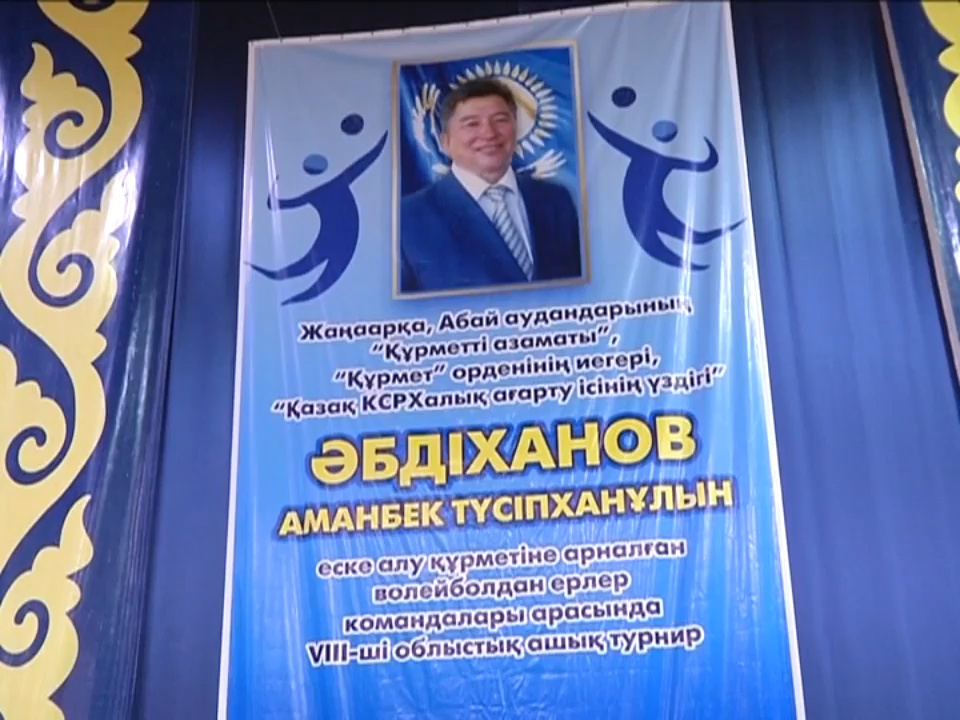 Жаңаарқа, Абай аудандарының
“Құрметті азаматы”,
“Құрмет” орденінің иегері,
“Қазақ КСРХалық ағарту ісінің үздігі”
ӘБДІХАНОВ
АМАНБЕК ТҮСІПХАНҰЛЫН
еске алу құрметіне арналған
волейболдан ерлер
командалары арасында
VIII-ші облыстық ашық турнир